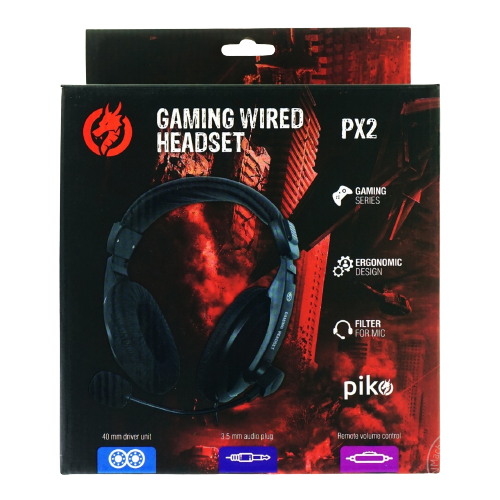 GAMING WIRED
HEADSET
PX2
GAMING
SERIES
ERGONOMIC
DESIGN
FILTER
FOR MIC
piko
40 mm driver unit
3.5 mm audio plug
Remote volume control